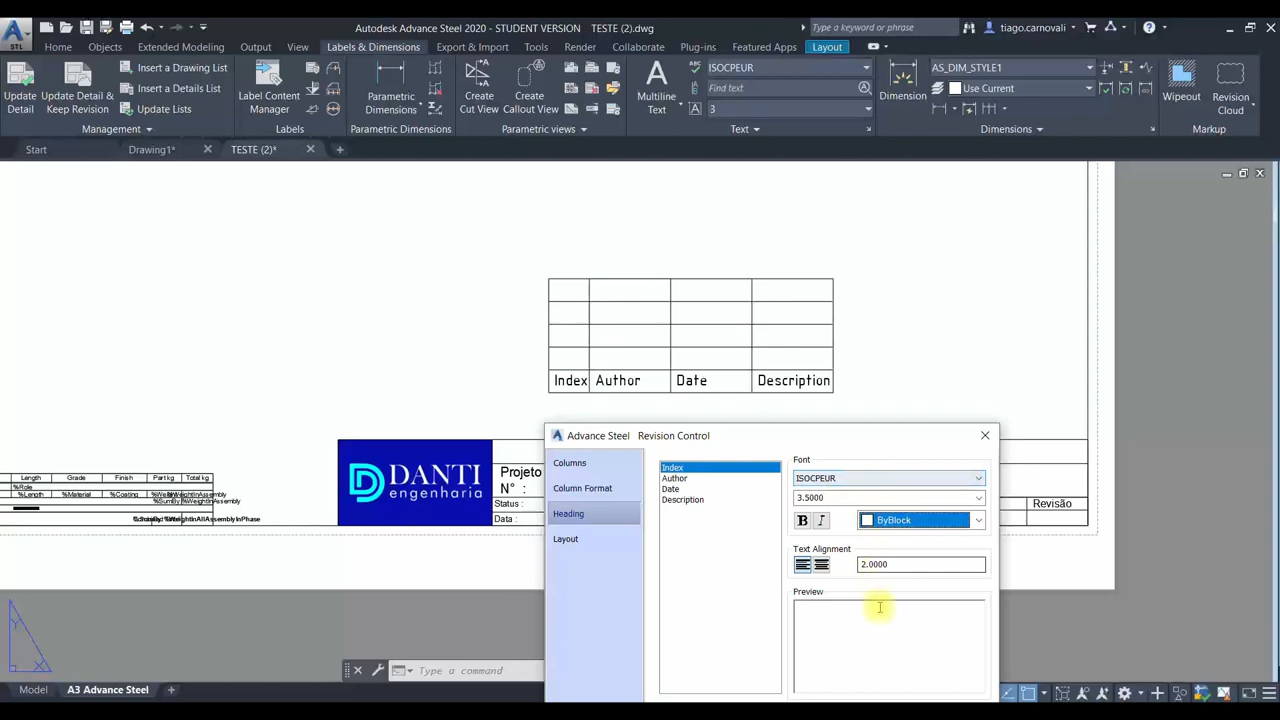 Autodesk Advance Steel 2020 - STUDENT VERSION TESTE (2).dwg
Type a keyword or phrase
tiago.carnovali
STL
Home Objects Extended Modeling Output View Labels & Dimensions Export & Import Tools Render Collaborate Plug-ins Featured Apps Layout
Update Detail
Update Detail & Keep Revision
Insert a Drawing List
Insert a Details List
Update Lists
Management
Label Content Manager
Labels
Parametric Dimensions
Parametric Dimensions
Create Cut View
Create Callout View
Parametric views
Multiline Text
ISOCPEUR
Find text
3
Text
Dimension
AS_DIM_STYLE1
Use Current
Dimensions
Wipeout
Revision Cloud
Markup
Start Drawing1* TESTE (2)*
Index Author Date Description
DANTI
engenharia
Projeto
N° :
Status :
Data :
Revisão
Length Grade Finish Part kg Total kg
%Role
%Length %Material %Coating
Advance Steel Revision Control
Columns
Column Format
Heading
Layout
Index
Author
Date
Description
Font
ISOCPEUR
3.5000
B I ByBlock
Text Alignment
2.0000
Preview
Type a command
Model A3 Advance Steel